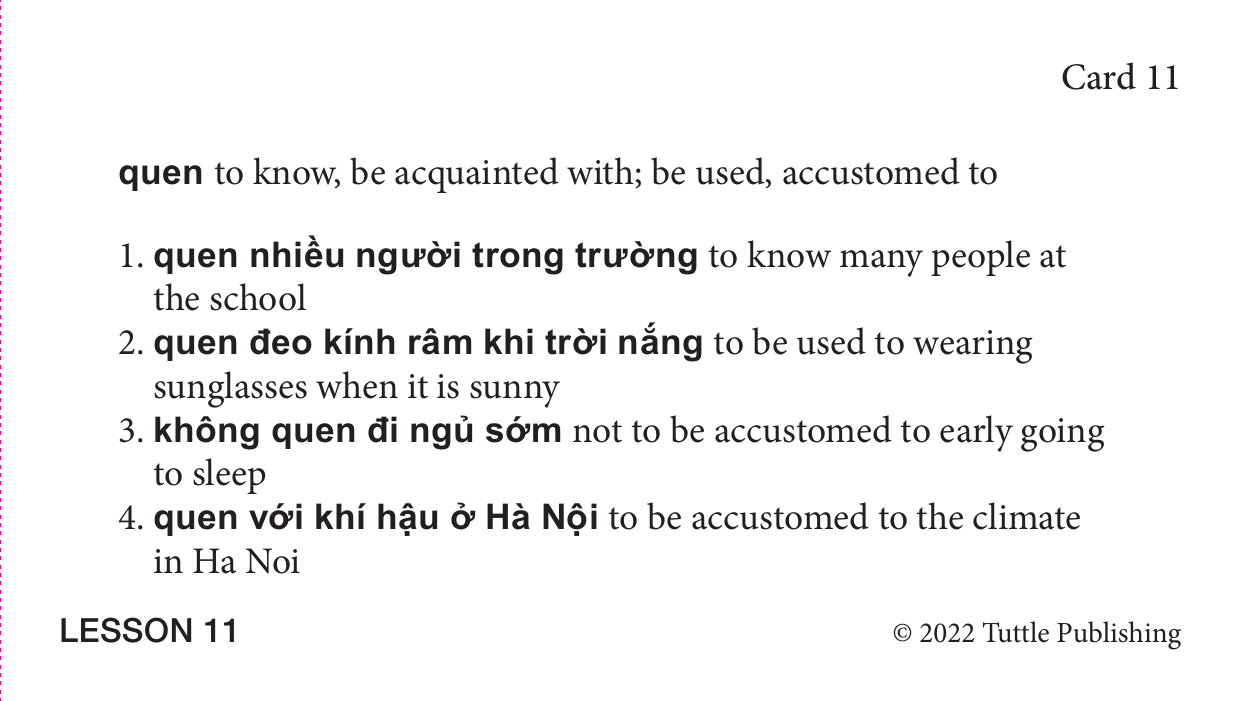 Card 11
quen to know, be acquainted with; be used, accustomed to
1. quen nhiều người trong trường to know many people at
the school
2. quen đeo kính râm khi trời nắng to be used to wearing
sunglasses when it is sunny
3. không quen đi ngủ sớm not to be accustomed to early going
to sleep
4. quen với khí hậu ở Hà Nội to be accustomed to the climate
in Ha Noi
LESSON 11
© 2022 Tuttle Publishing